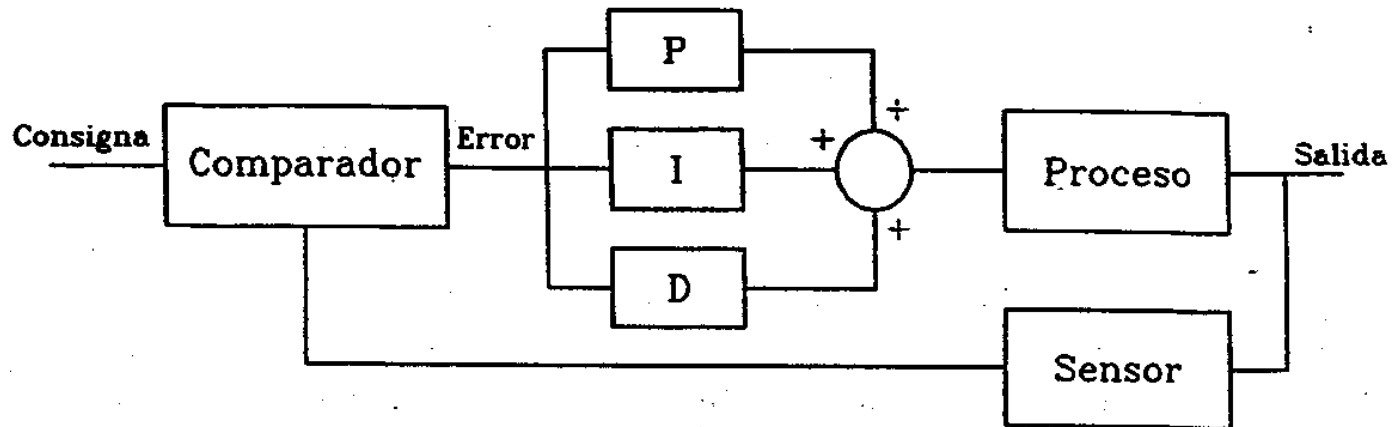 Consigna
Comparador
Error
P
I
D
+
+
+
Proceso
Salida
Sensor